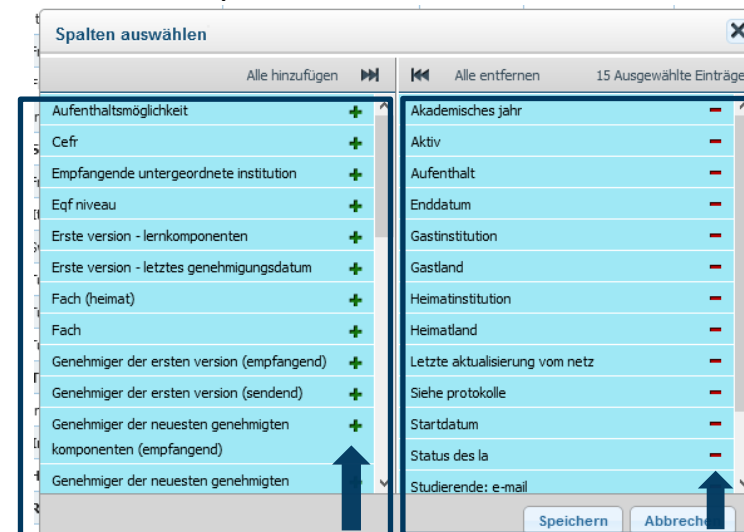 Spalten auswählen
Alle hinzufügen
Alle entfernen 15 Ausgewählte Einträge
Aufenthaltsmöglichkeit
Cefr
Empfangende untergeordnete institution
Eqf niveau
Erste version - lernkomponenten
Erste version - letztes genehmigungsdatum
Fach (heimat)
Fach
Genehmiger der ersten version (empfangend)
Genehmiger der ersten version (sendend)
Genehmiger der neuesten genehmigten
komponenten (empfangend)
Genehmiger der neuesten genehmigten
Akademisches jahr
Aktiv
Aufenthalt
Enddatum
Gastinstitution
Gastland
Heimatinstitution
Heimatland
Letzte aktualisierung vom netz
Siehe protokolle
Startdatum
Status des la
Studierende: e-mail
Speichern Abbrechen